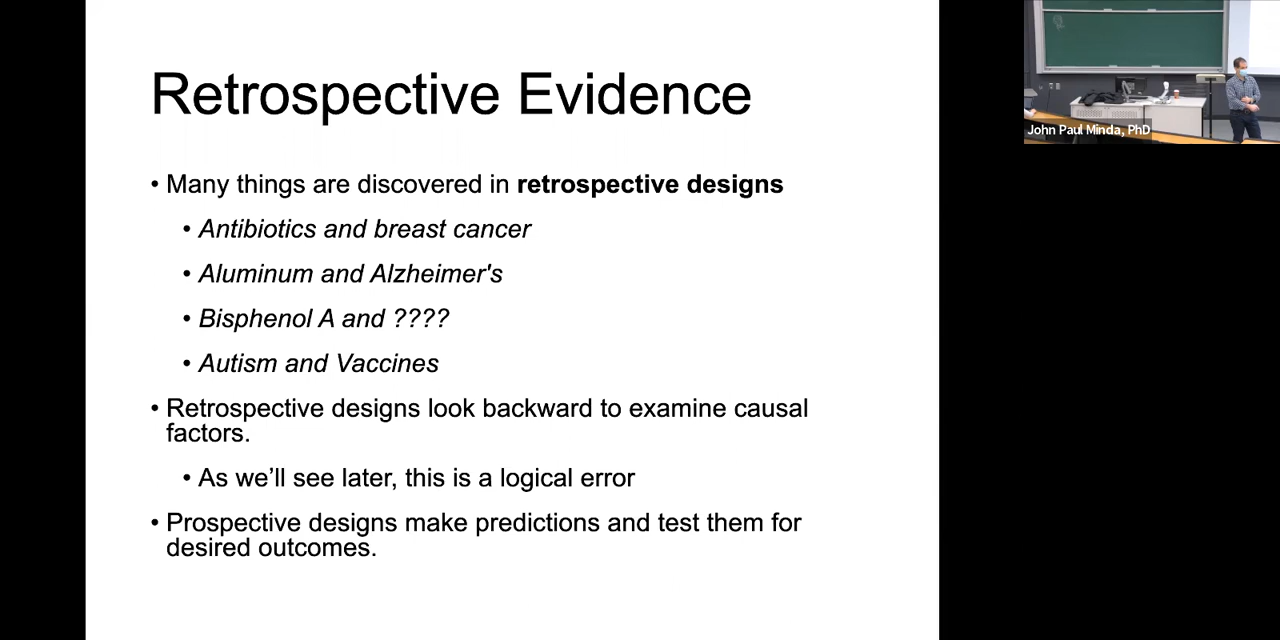 Retrospective Evidence
• Many things are discovered in retrospective designs
• Antibiotics and breast cancer
• Aluminum and Alzheimer's
• Bisphenol A and ????
• Autism and Vaccines
• Retrospective designs look backward to examine causal
factors.
• As we’ll see later, this is a logical error
• Prospective designs make predictions and test them for
desired outcomes.
John Paul Minda, PhD